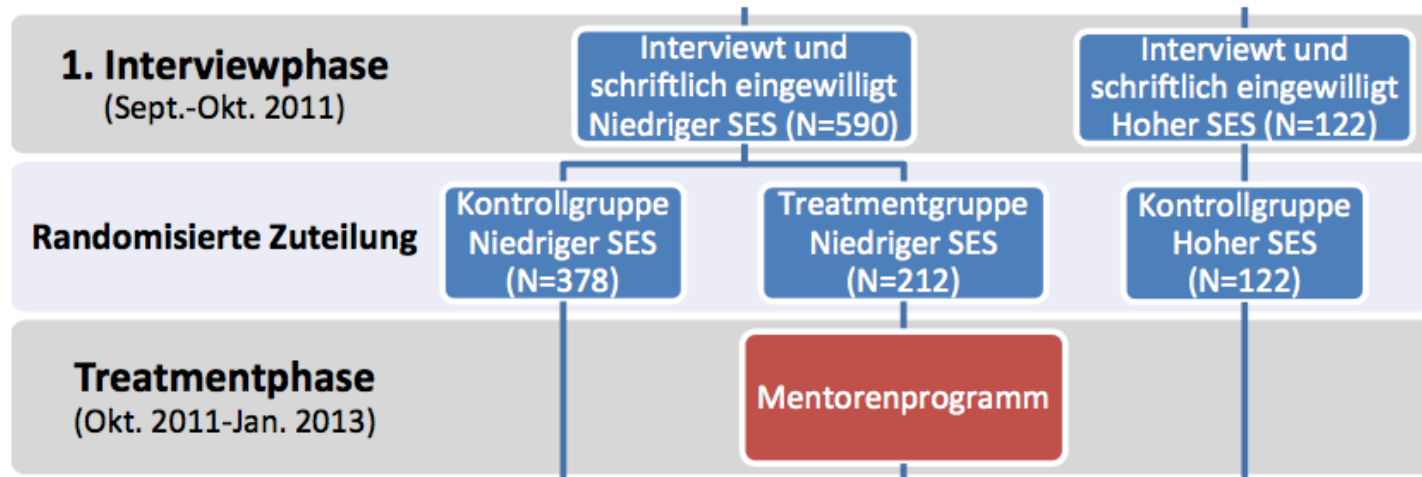 1. Interviewphase
(Sept.-Okt. 2011)
Interviewt und
schriftlich eingewilligt
Niedriger SES (N=590)
Interviewt und
schriftlich eingewilligt
Hoher SES (N=122)
Randomisierte Zuteilung
Kontrollgruppe
Niedriger SES
(N=378)
Treatmentgruppe
Niedriger SES
(N=212)
Kontrollgruppe
Hoher SES
(N=122)
Treatmentphase
(Okt. 2011-Jan. 2013)
Mentorenprogramm